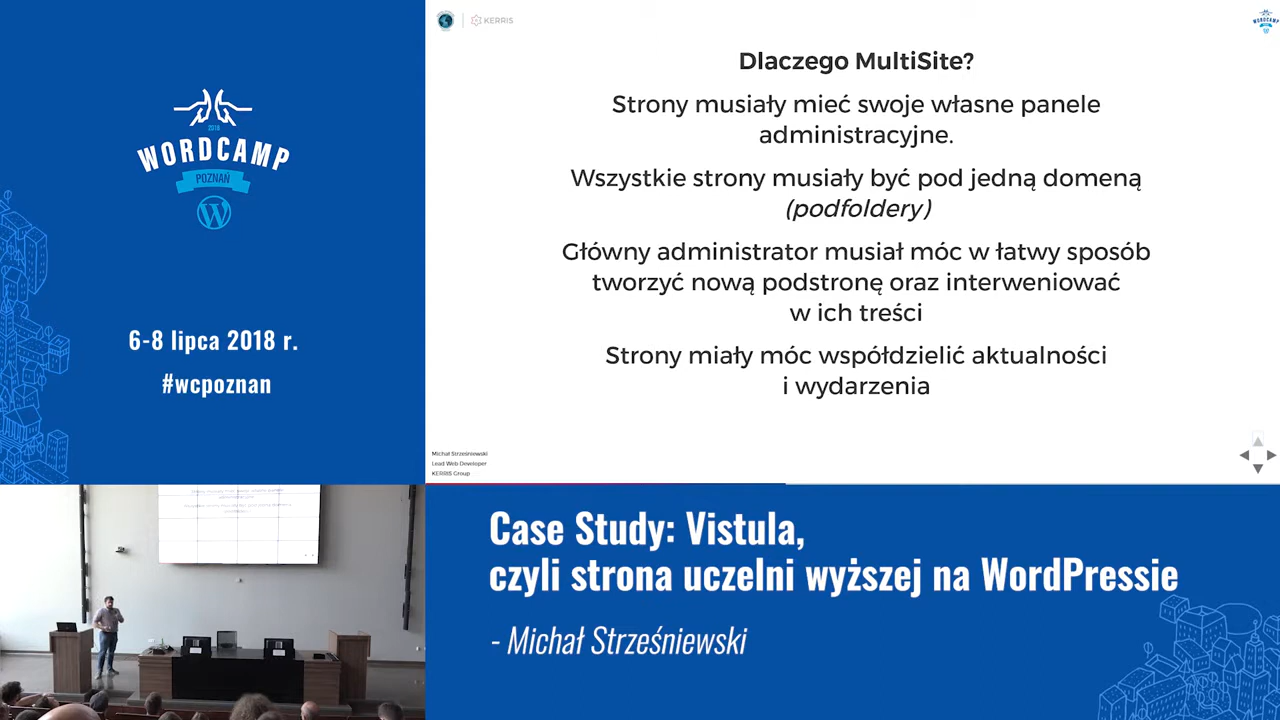 2018
WORDCAMP
POZNAŃ
6-8 lipca 2018 r.
#wcpoznan
KERRIS
WORDCAMP
Dlaczego MultiSite?
Strony musiały mieć swoje własne panele
administracyjne.
Wszystkie strony musiały być pod jedną domeną
(podfoldery)
Główny administrator musiał móc w łatwy sposób
tworzyć nową podstronę oraz interweniować
w ich treści
Strony miały móc współdzielić aktualności
i wydarzenia
Michał Strześniewski
Lead Web Developer
KERRIS Group
Case Study: Vistula,
czyli strona uczelni wyższej na WordPressie
- Michał Strześniewski